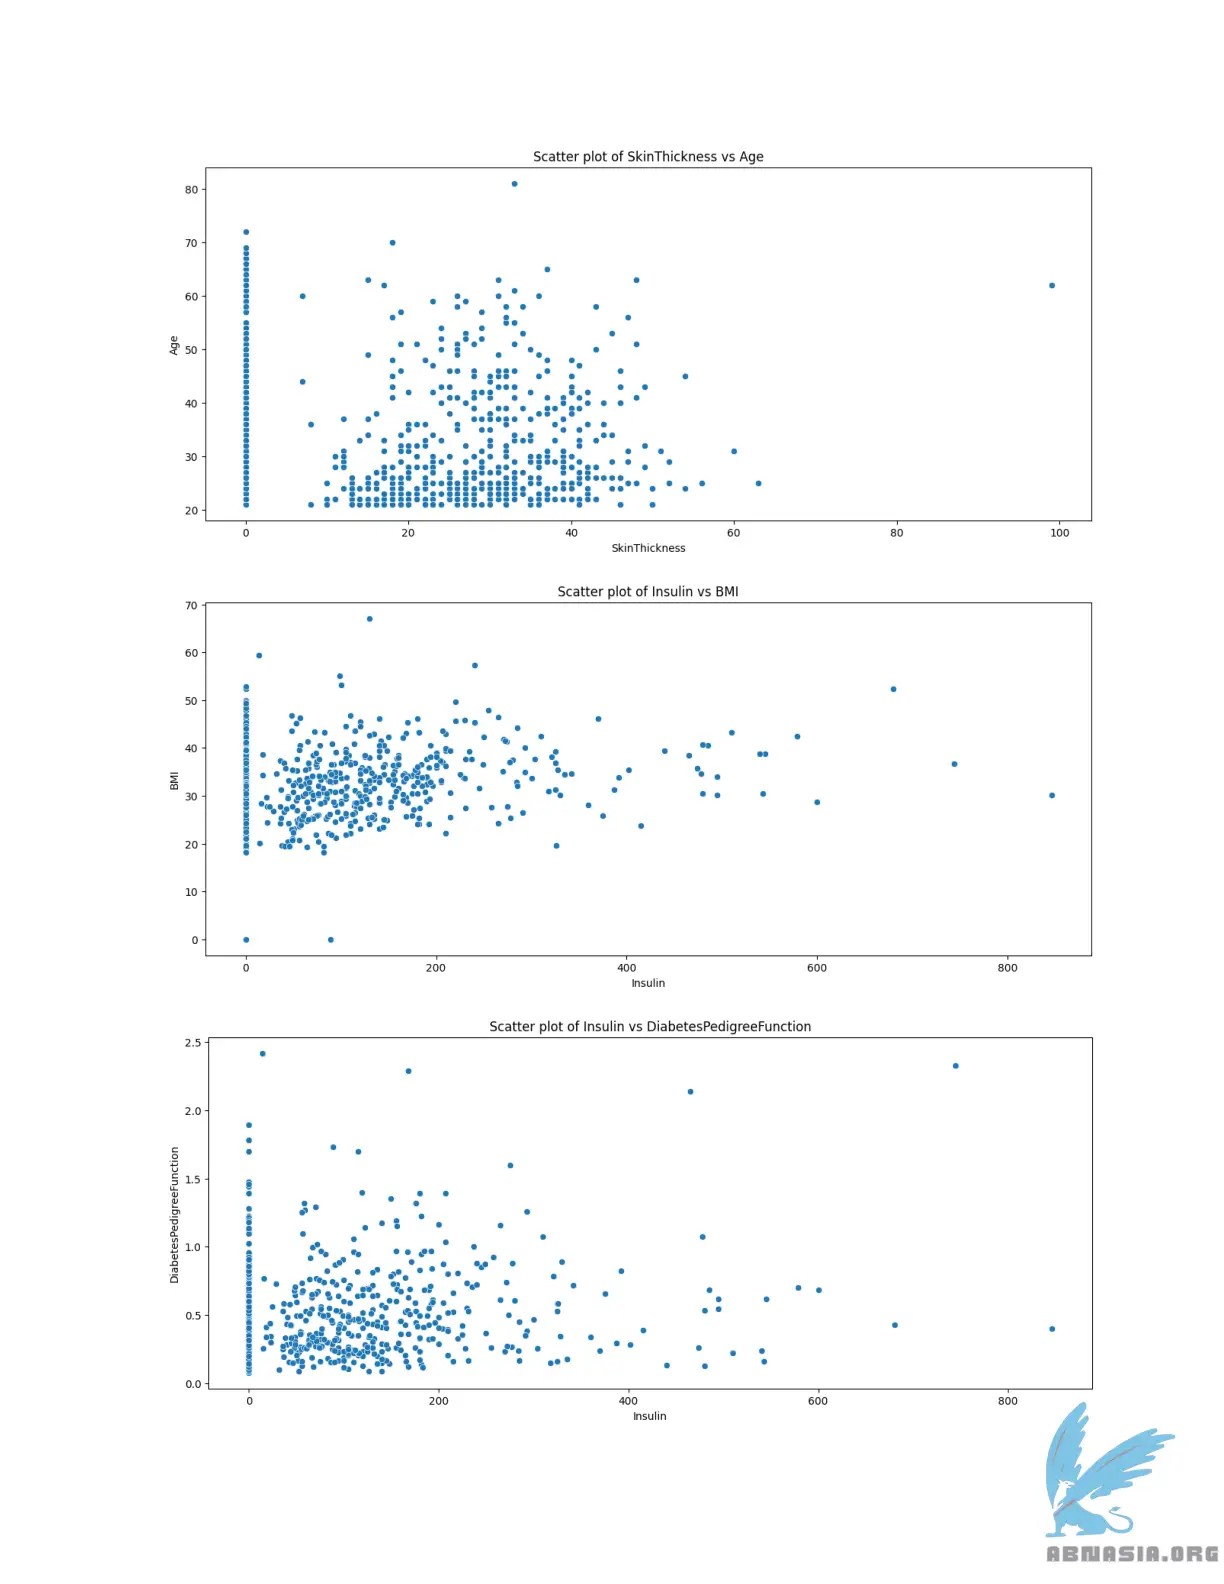 Scatter plot of SkinThickness vs Age
80
70
60
50
40
30
20
Age
0 20 40 60 80 100
SkinThickness
Scatter plot of Insulin vs BMI
70
60
50
40
30
20
10
0
BMI
0 200 400 600 800
Insulin
Scatter plot of Insulin vs DiabetesPedigreeFunction
2.5
2.0
1.5
1.0
0.5
0.0
DiabetesPedigreeFunction
0 200 400 600 800
Insulin
ABNASIA.ORG